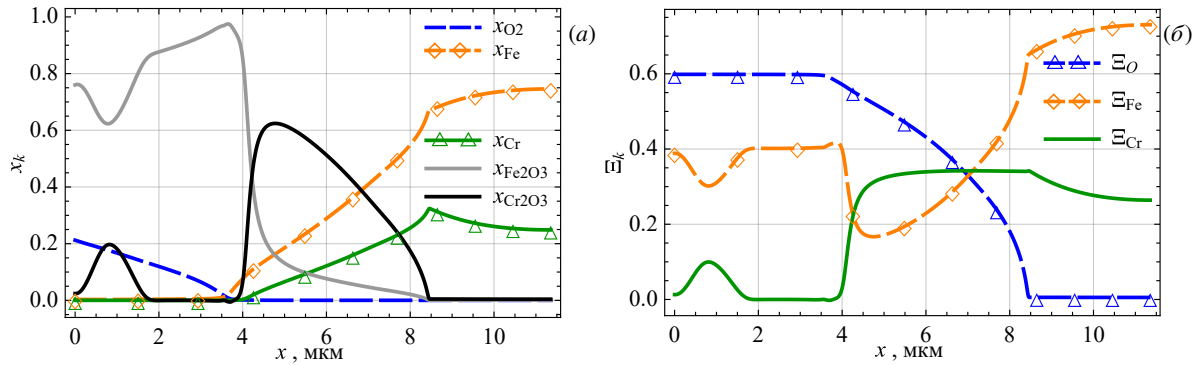 1.0
0.8
0.6
0.4
0.2
0.0
x_k
0 2 4 6 8 10
x , мкм
x_O2
x_Fe
x_Cr
x_Fe2O3
x_Cr2O3
(а)
0.6
0.4
0.2
0.0
Ξ_k
0 2 4 6 8 10
x , мкм
Ξ_O
Ξ_Fe
Ξ_Cr
(б)